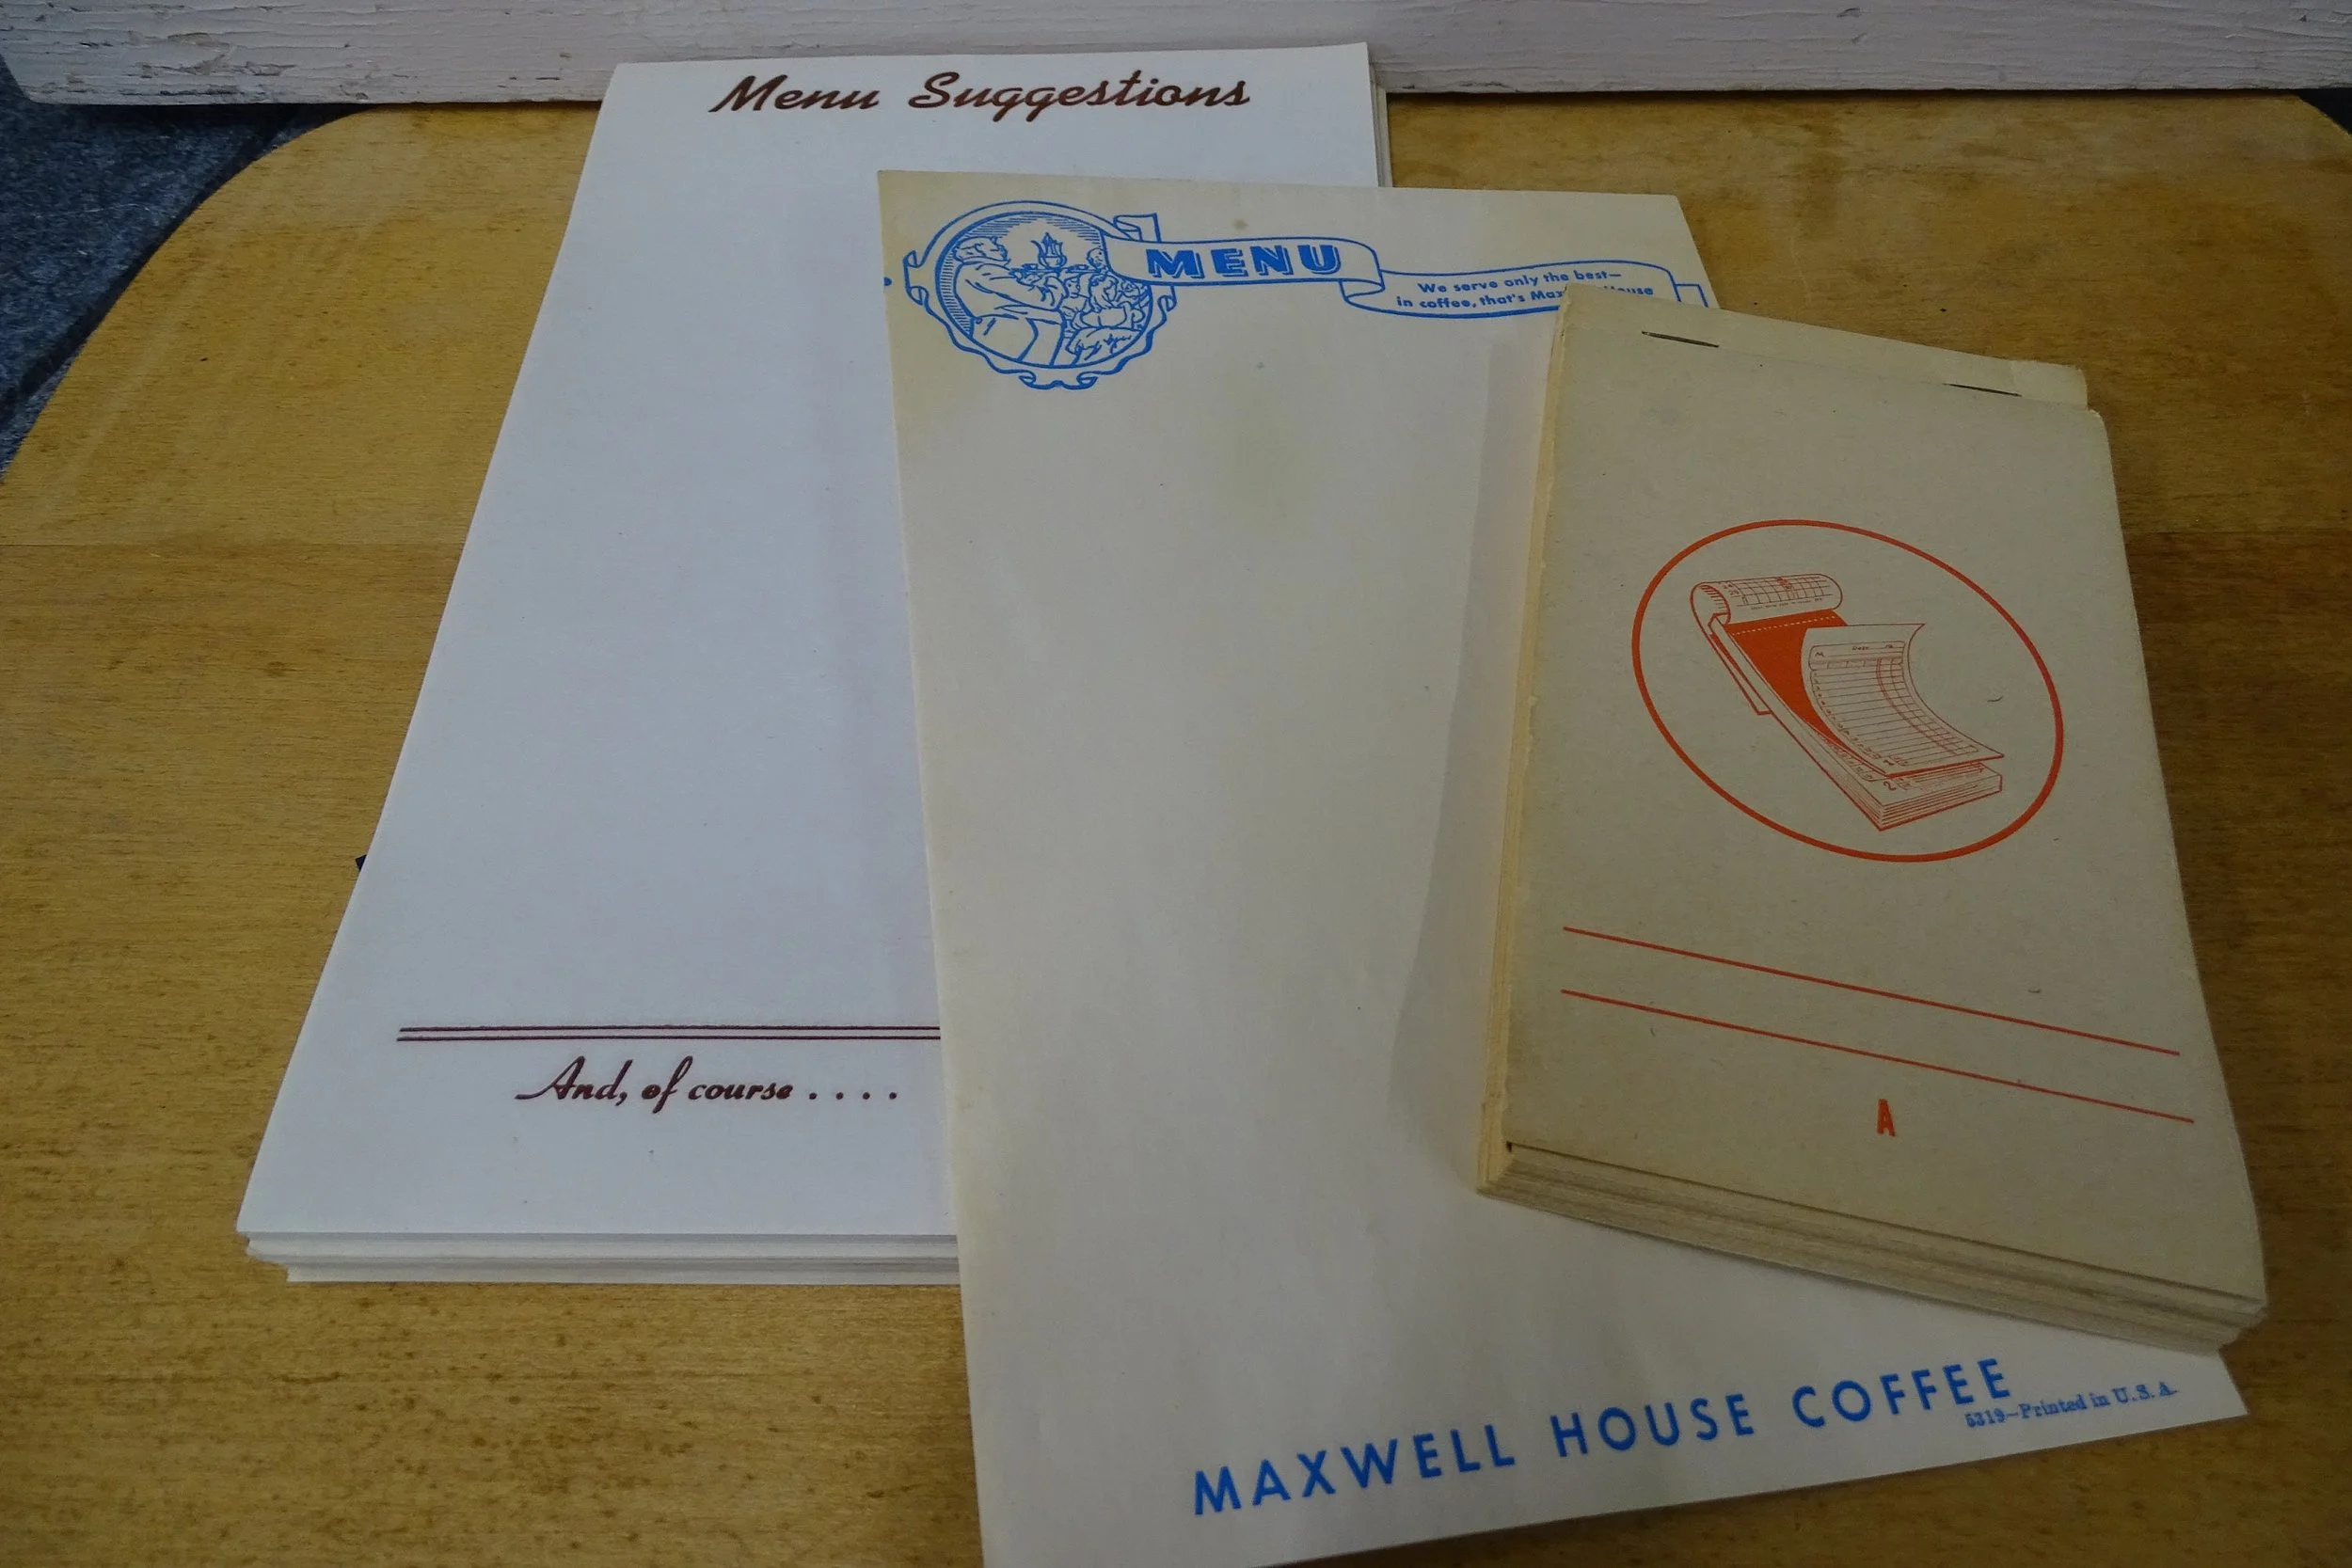 Menu Suggestions
And, of course . . . .
MENU
We serve only the best—
in coffee, that's House
MAXWELL HOUSE COFFEE
5319—Printed in U. S. A.
A